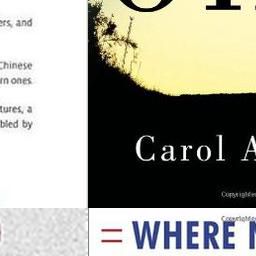 ers, and
Chinese
rn ones.
tures, a
bled by
Carol A
Copyrighted
Copyrighted
= WHERE